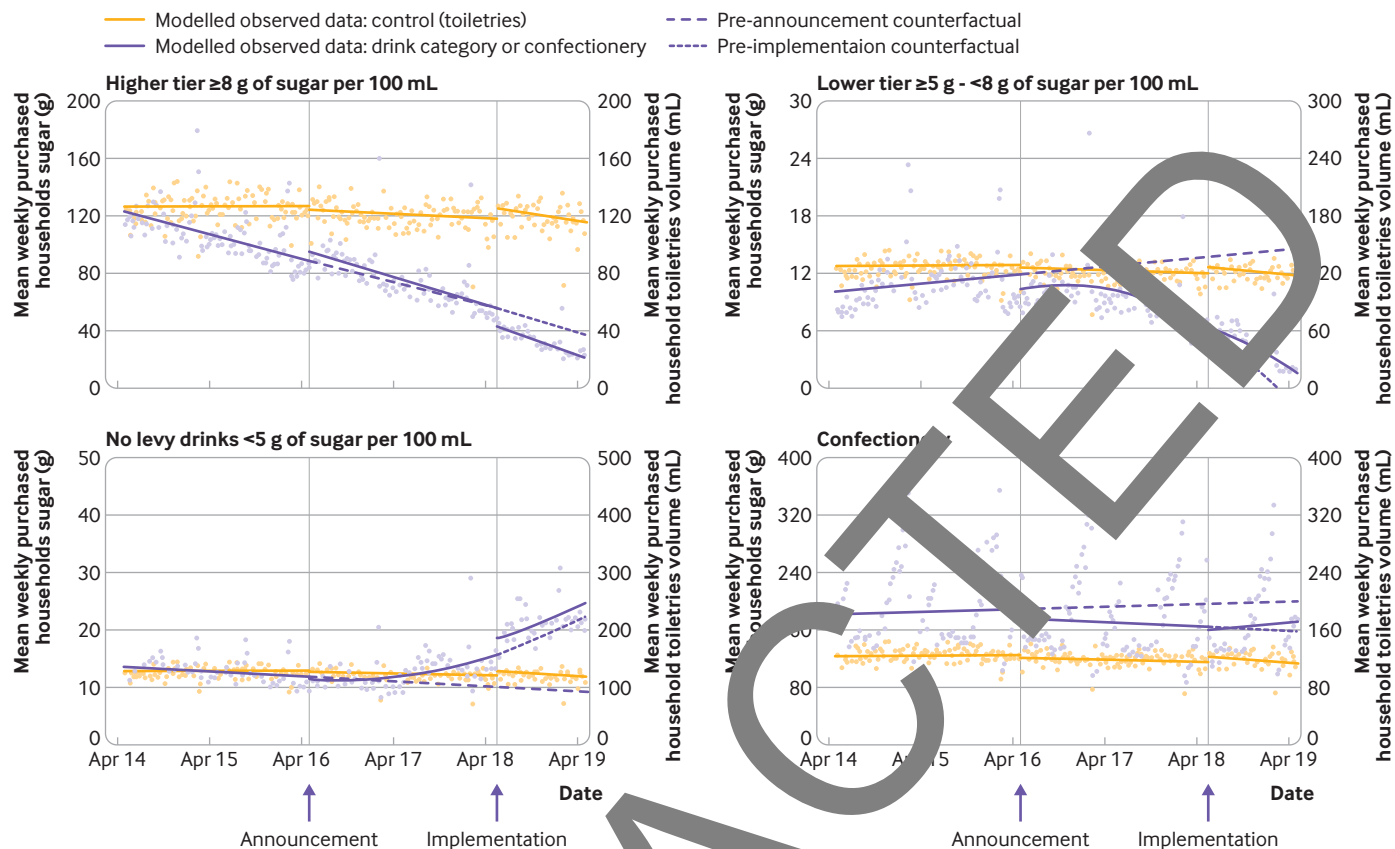 Modelled observed data: control (toiletries)
Pre-announcement counterfactual
Modelled observed data: drink category or confectionery
Pre-implementaion counterfactual
Higher tier ≥8 g of sugar per 100 mL
Mean weekly purchased
households sugar (g)
200
160
120
80
40
0
200
160
120
80
40
0
Mean weekly purchased
household toiletries volume (mL)
Apr 14
Apr 15
Apr 16
Apr 17
Apr 18
Apr 19
Lower tier ≥5 g - <8 g of sugar per 100 mL
Mean weekly purchased
households sugar (g)
30
24
18
12
6
0
300
240
180
120
60
0
Mean weekly purchased
household toiletries volume (mL)
No levy drinks <5 g of sugar per 100 mL
Mean weekly purchased
households sugar (g)
50
40
30
20
10
0
500
400
300
200
100
0
Mean weekly purchased
household toiletries volume (mL)
Date
Announcement
Implementation
Mean weekly purchased
households sugar (g)
400
320
240
80
0
400
320
240
160
80
0
Mean weekly purchased
household toiletries volume (mL)
Apr 14
Apr 16
Apr 17
Apr 18
Apr 19
Date
Announcement
Implementation
CTED